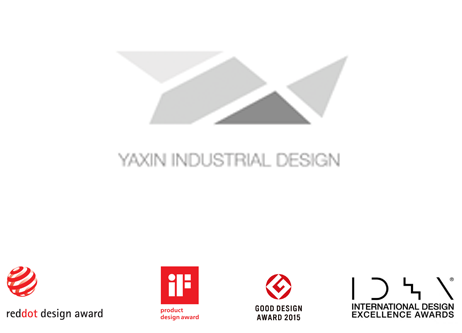 YAXIN INDUSTRIAL DESIGN
reddot design award
iF
product
design award
GOOD DESIGN
AWARD 2015
®
INTERNATIONAL DESIGN
EXCELLENCE AWARDS